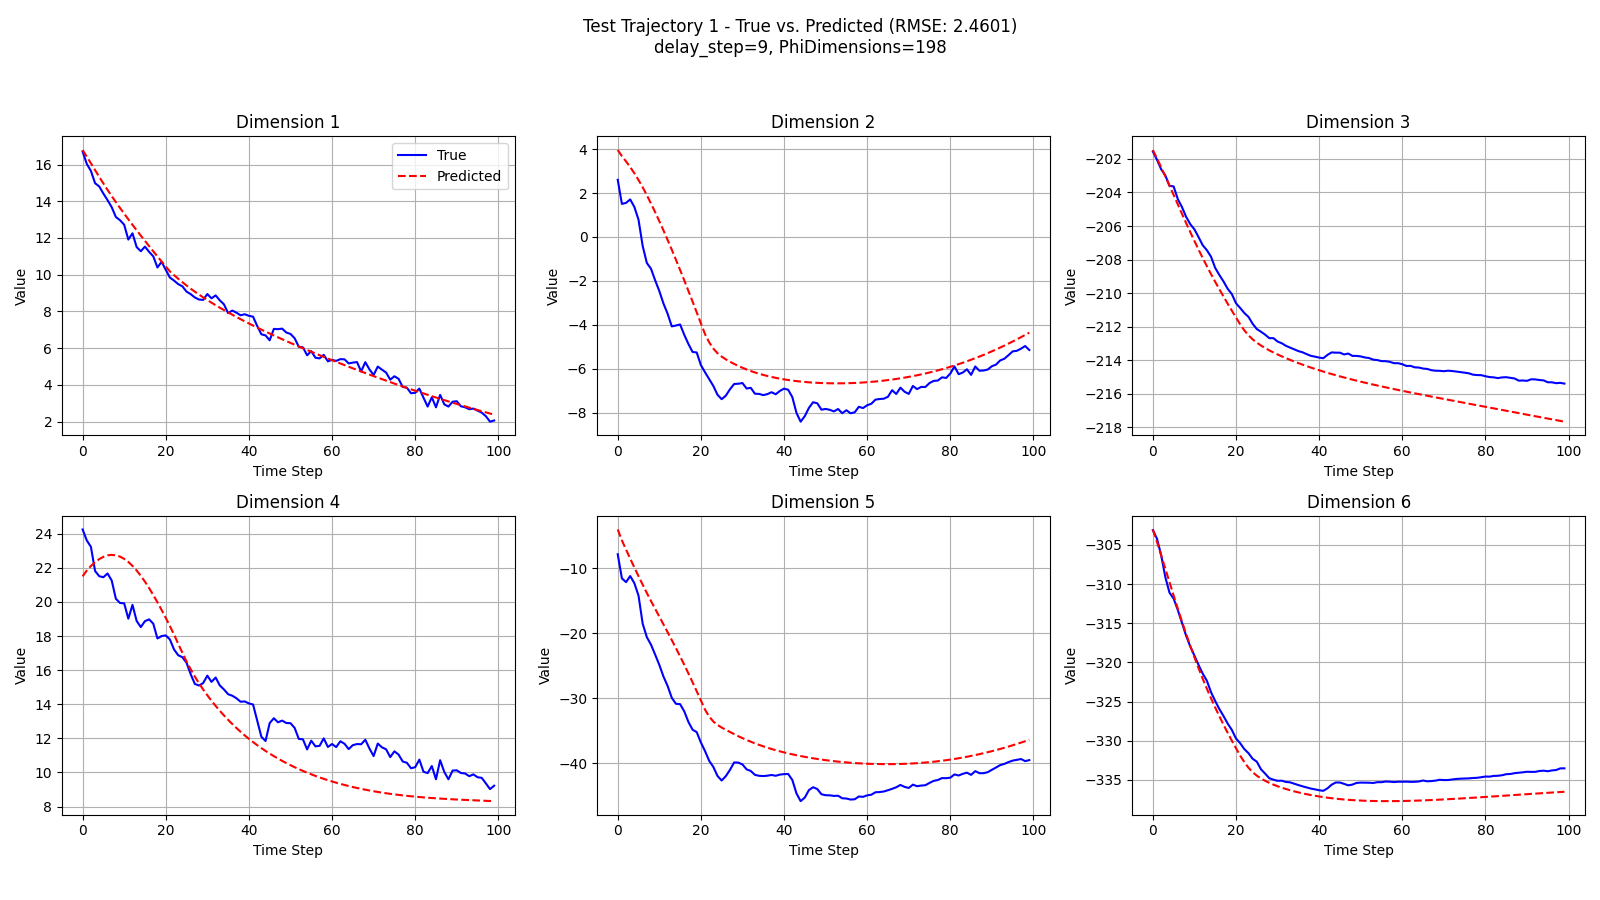 Test Trajectory 1 - True vs. Predicted (RMSE: 2.4601)
delay_step=9, PhiDimensions=198
Dimension 1
Value
16
14
12
10
8
6
4
2
0 20 40 60 80 100
Time Step
True
Predicted
Dimension 2
Value
4
2
0
−2
−4
−6
−8
0 20 40 60 80 100
Time Step
Dimension 3
Value
−202
−204
−206
−208
−210
−212
−214
−216
−218
0 20 40 60 80 100
Time Step
Dimension 4
Value
24
22
20
18
16
14
12
10
8
0 20 40 60 80 100
Time Step
Dimension 5
Value
−10
−20
−30
−40
0 20 40 60 80 100
Time Step
Dimension 6
Value
−305
−310
−315
−320
−325
−330
−335
0 20 40 60 80 100
Time Step